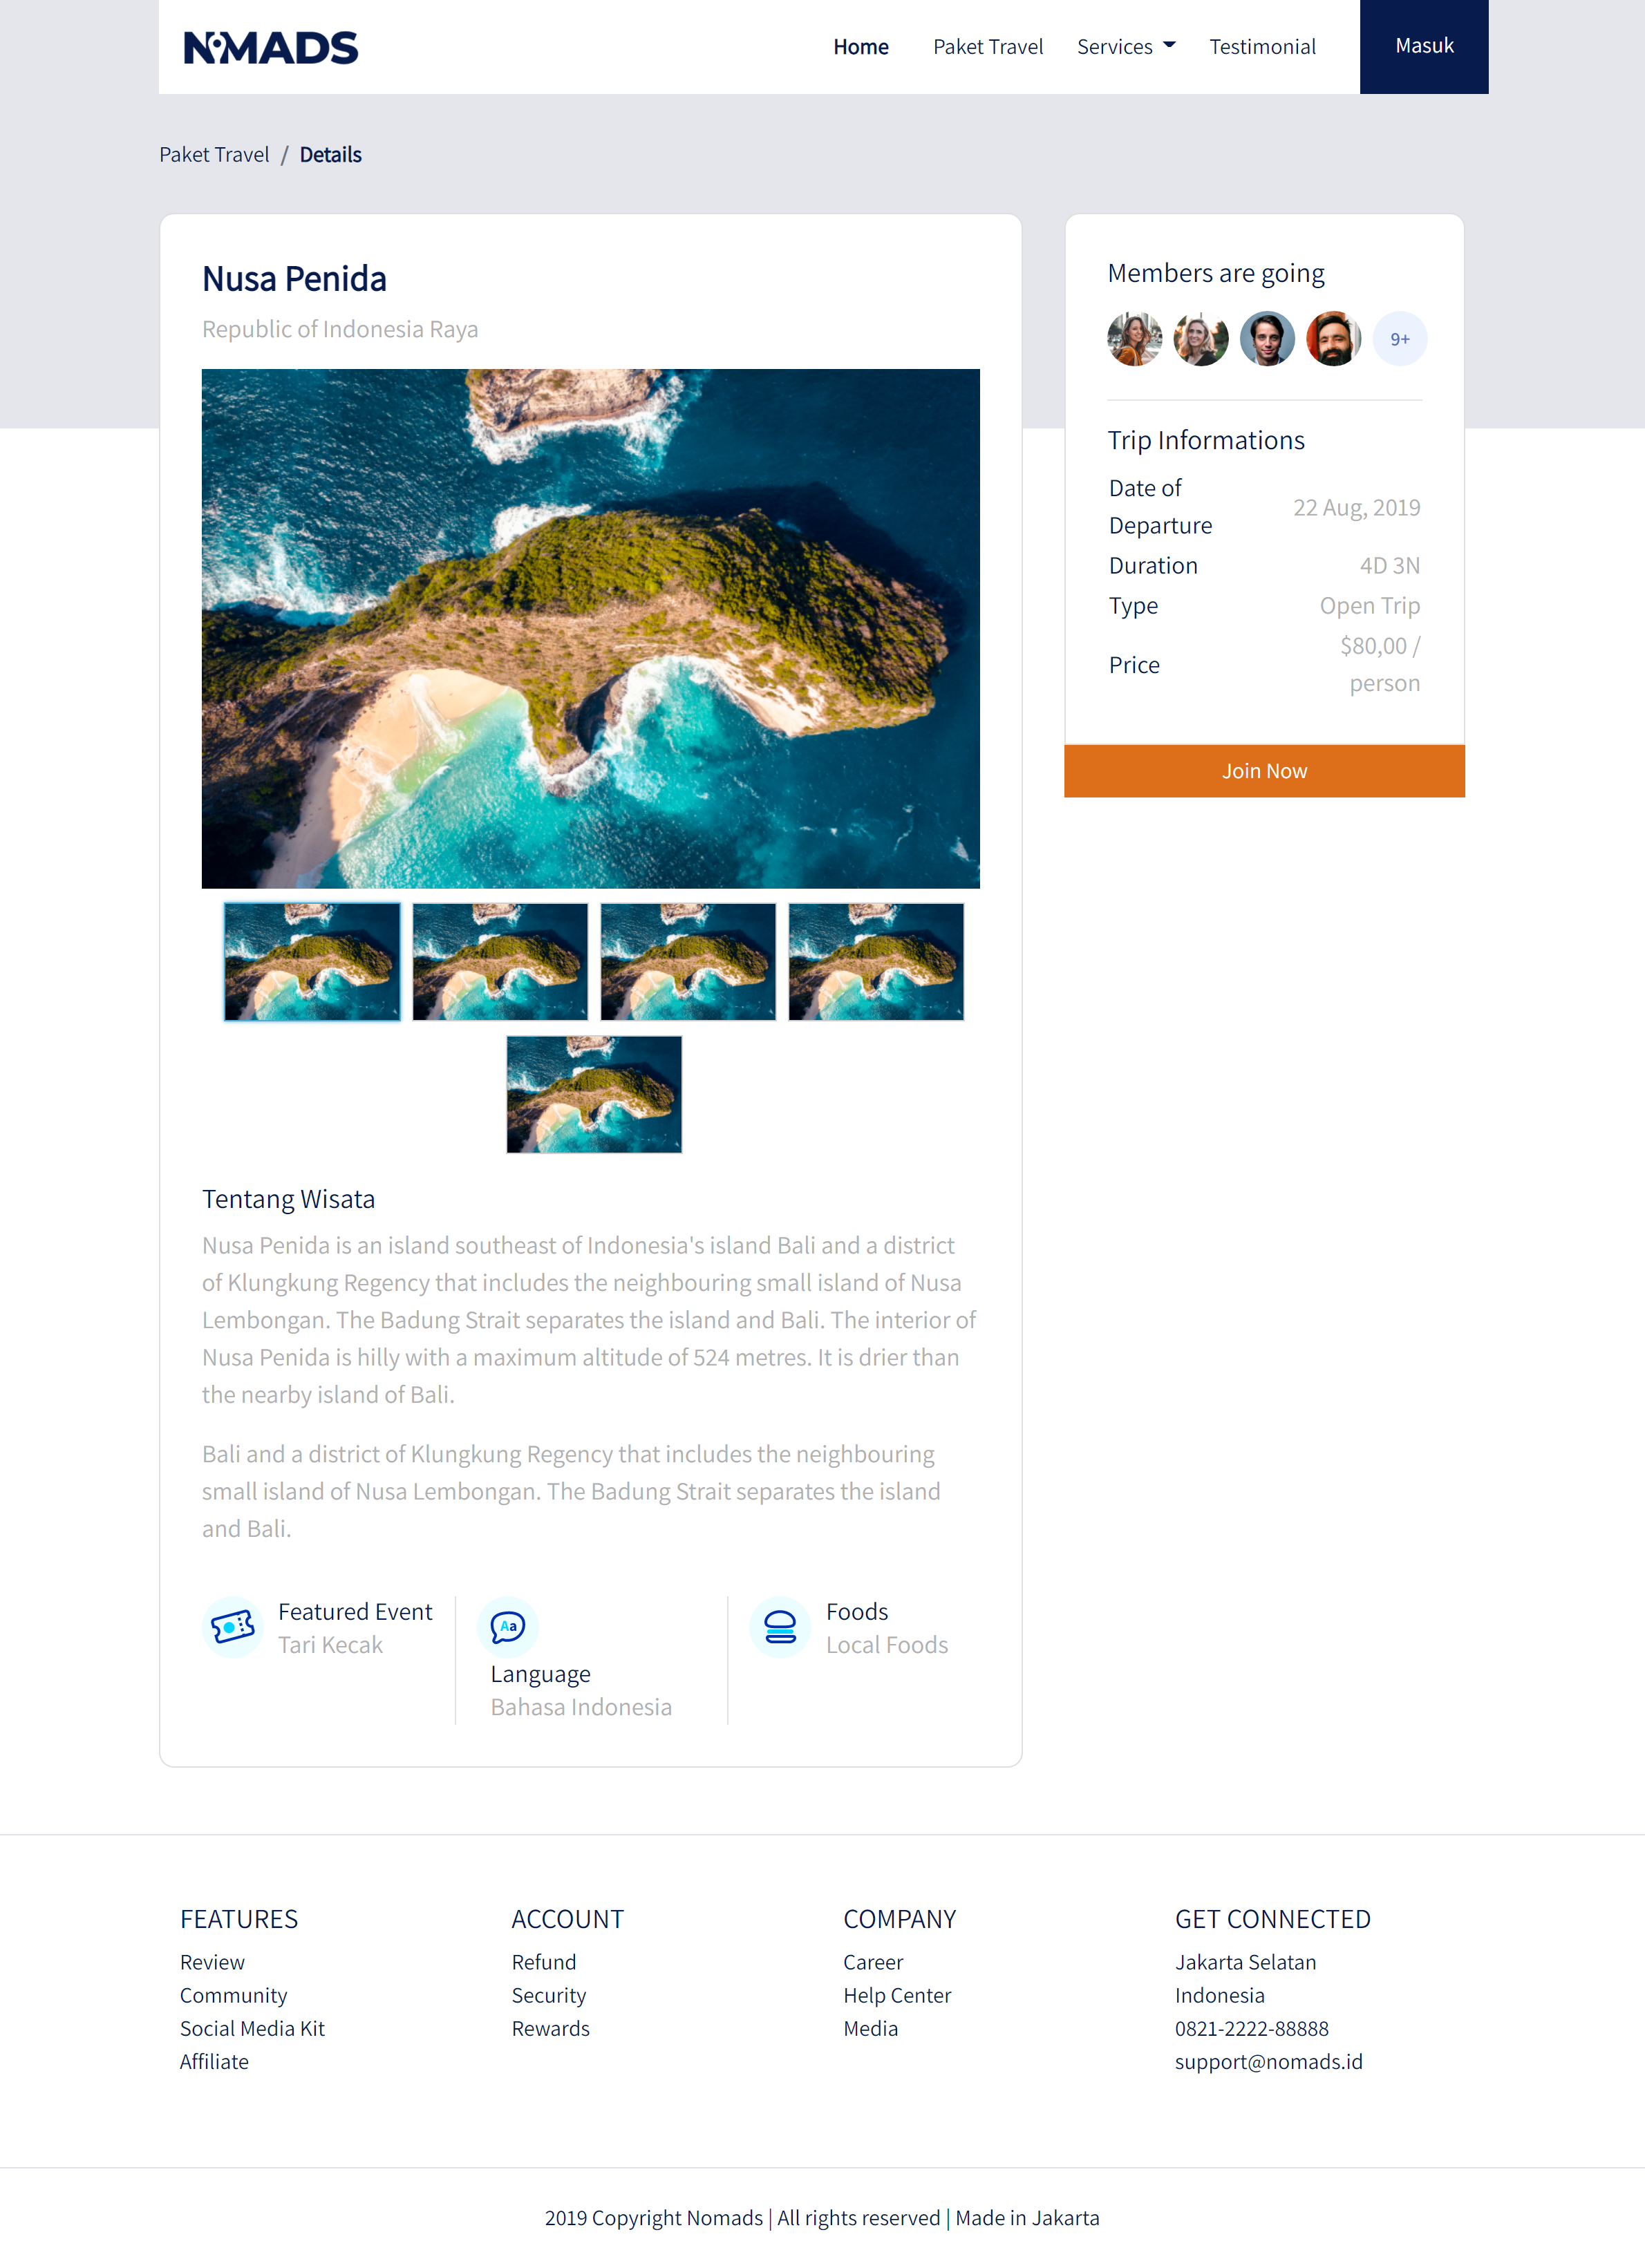 NOMADS
Home
Paket Travel
Services
Testimonial
Masuk
Paket Travel / Details
Nusa Penida
Republic of Indonesia Raya
Members are going
9+
Trip Informations
Date of
Departure
22 Aug, 2019
Duration
4D 3N
Type
Open Trip
Price
$80,00 /
person
Join Now
Tentang Wisata
Nusa Penida is an island southeast of Indonesia's island Bali and a district
of Klungkung Regency that includes the neighbouring small island of Nusa
Lembongan. The Badung Strait separates the island and Bali. The interior of
Nusa Penida is hilly with a maximum altitude of 524 metres. It is drier than
the nearby island of Bali.
Bali and a district of Klungkung Regency that includes the neighbouring
small island of Nusa Lembongan. The Badung Strait separates the island
and Bali.
Featured Event
Tari Kecak
Aa
Language
Bahasa Indonesia
Foods
Local Foods
FEATURES
Review
Community
Social Media Kit
Affiliate
ACCOUNT
Refund
Security
Rewards
COMPANY
Career
Help Center
Media
GET CONNECTED
Jakarta Selatan
Indonesia
0821-2222-88888
support@nomads.id
2019 Copyright Nomads | All rights reserved | Made in Jakarta